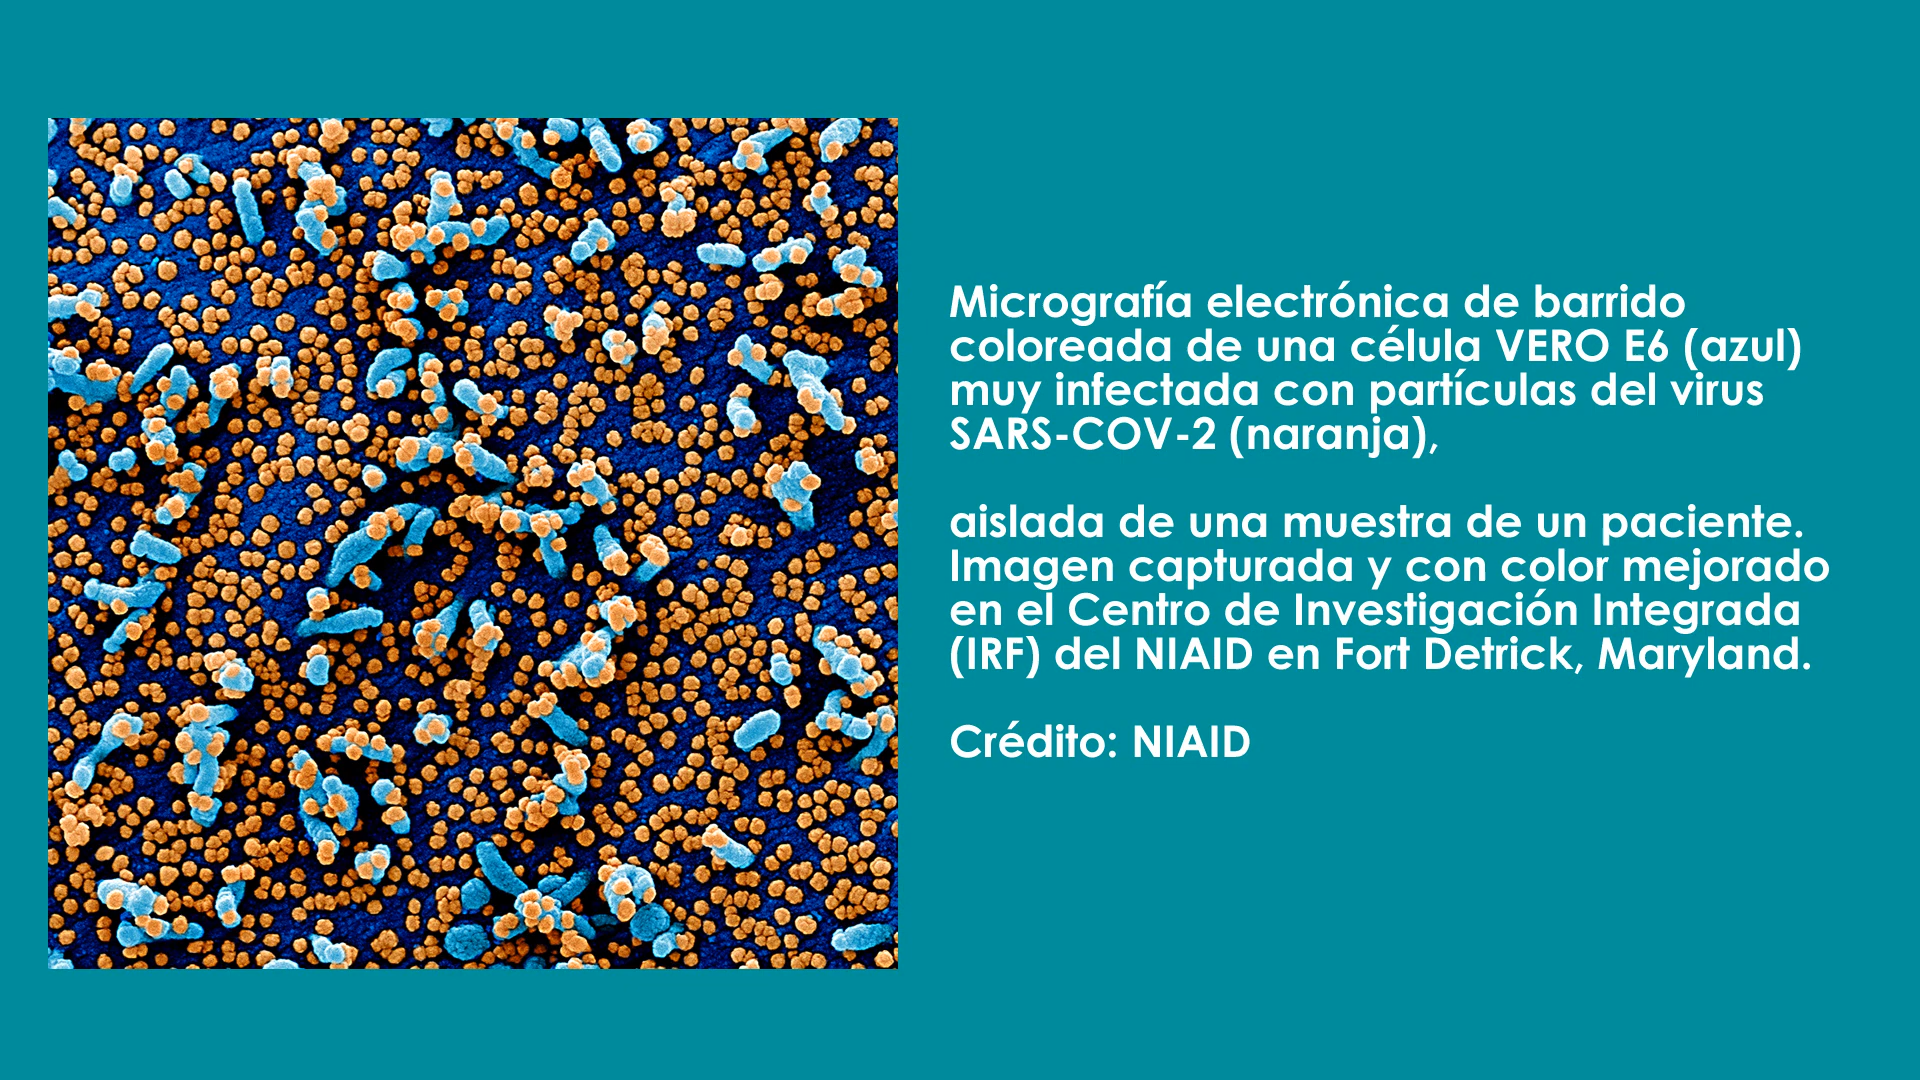 Micrografía electrónica de barrido
coloreada de una célula VERO E6 (azul)
muy infectada con partículas del virus
SARS-COV-2 (naranja),
aislada de una muestra de un paciente.
Imagen capturada y con color mejorado
en el Centro de Investigación Integrada
(IRF) del NIAID en Fort Detrick, Maryland.
Crédito: NIAID